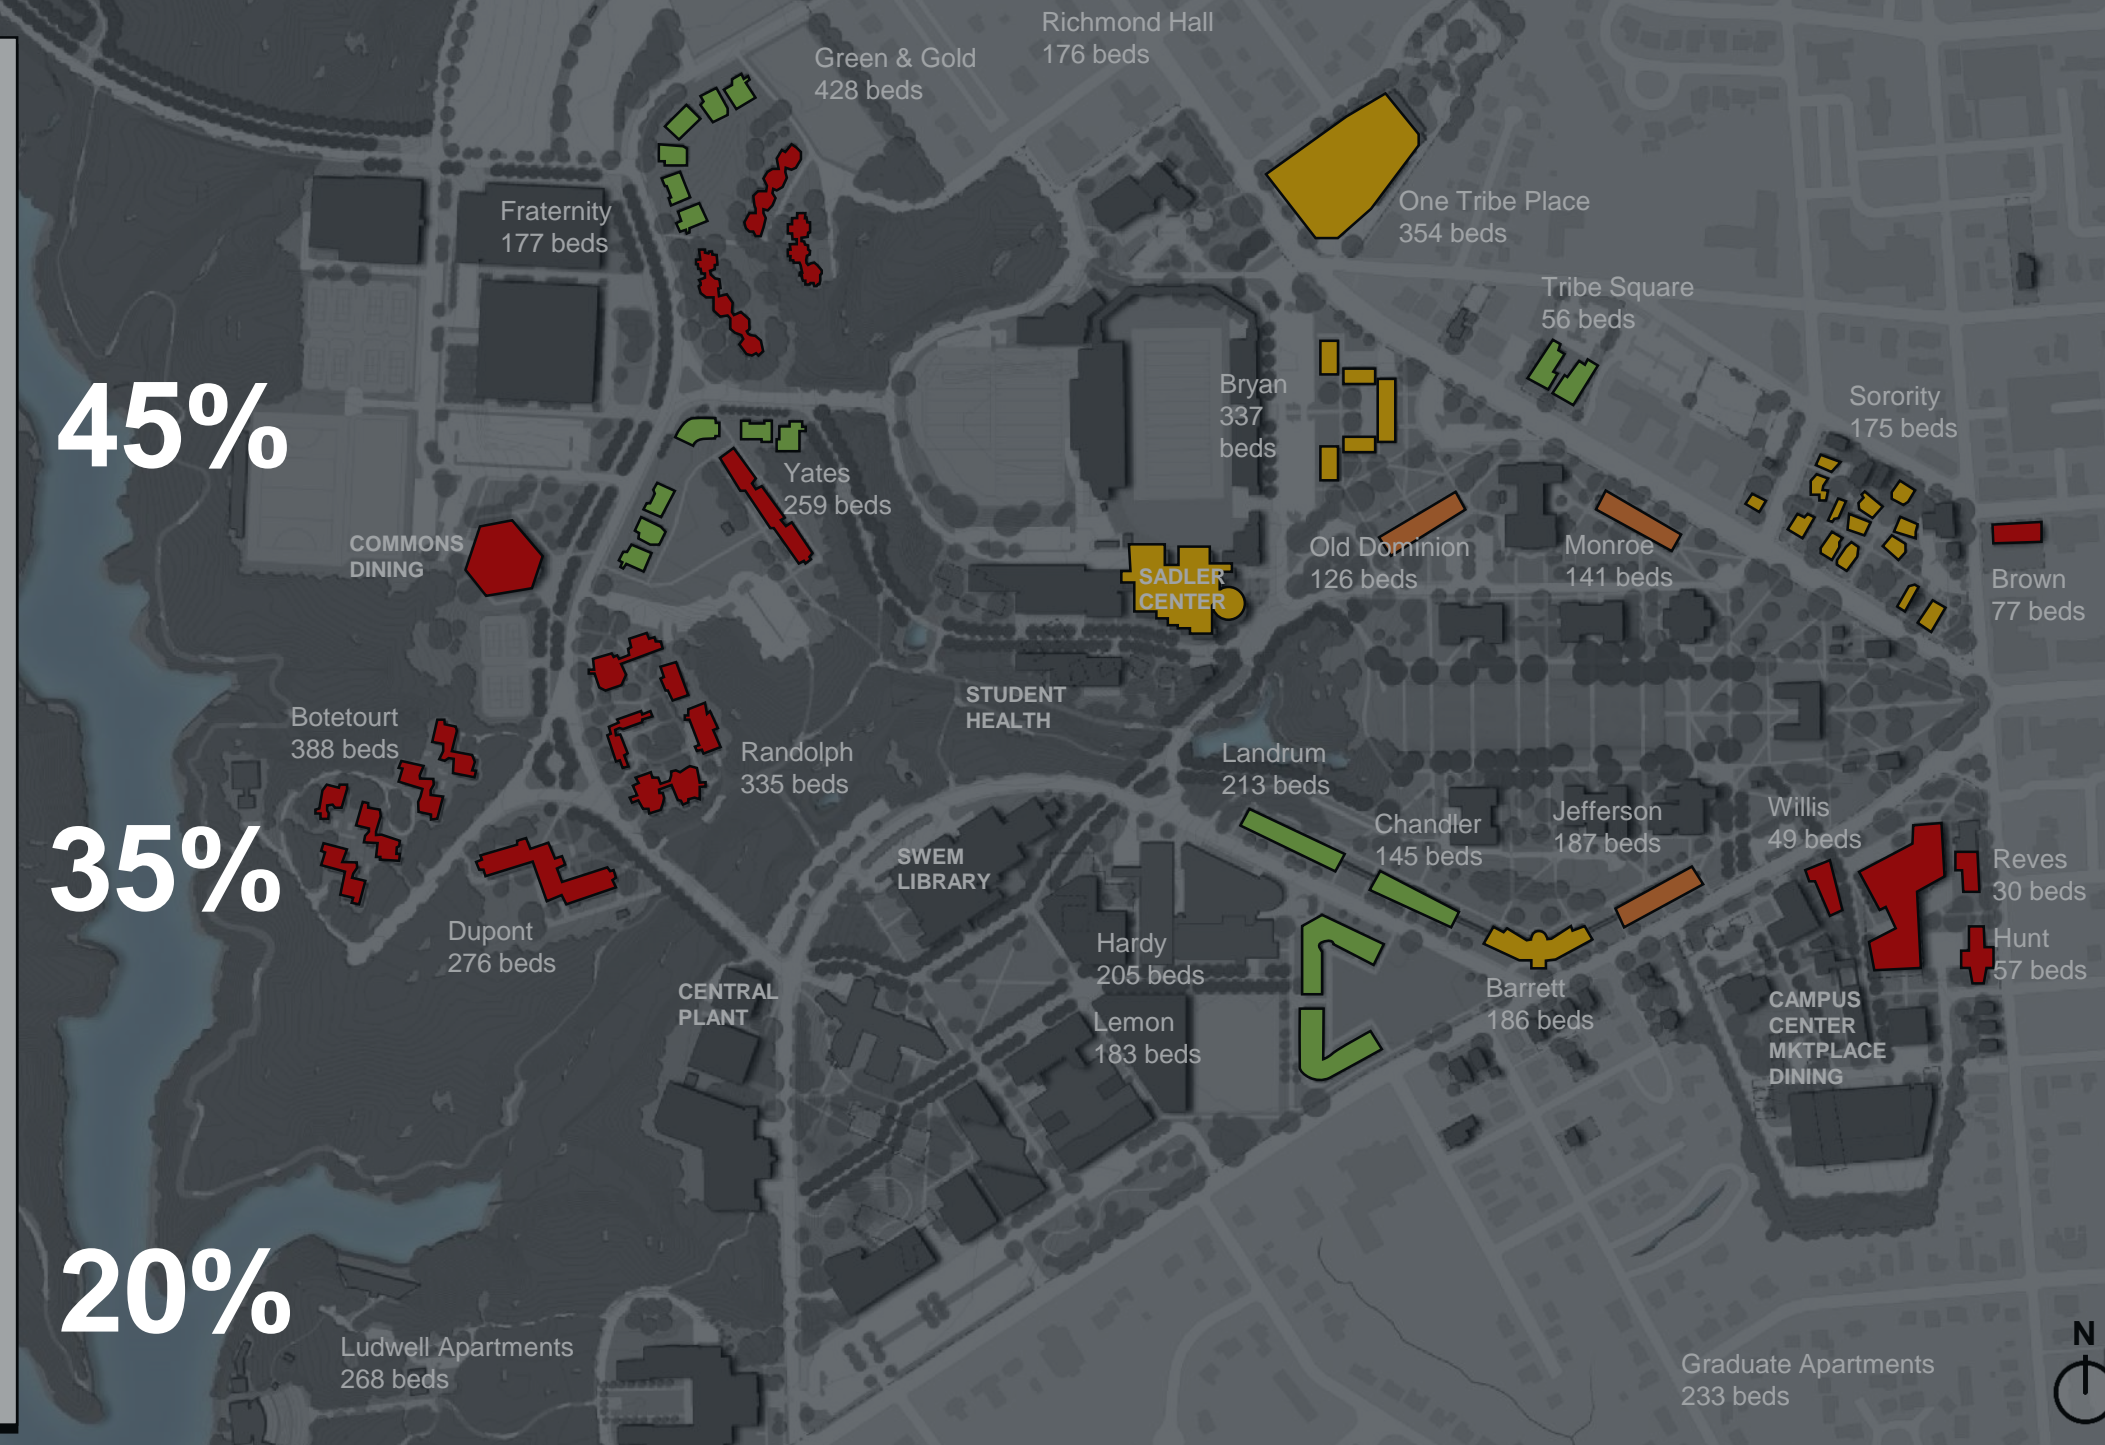 Richmond Hall
176 beds
Green & Gold
428 beds
Fraternity
177 beds
One Tribe Place
354 beds
Tribe Square
56 beds
45%
Bryan
337
beds
Sorority
175 beds
Yates
259 beds
COMMONS
DINING
Old Dominion
126 beds
Monroe
141 beds
SADLER
CENTER
Brown
77 beds
STUDENT
HEALTH
Botetourt
388 beds
Randolph
335 beds
Landrum
213 beds
Chandler
145 beds
Jefferson
187 beds
Willis
49 beds
35%
SWEM
LIBRARY
Reves
30 beds
Dupont
276 beds
Hardy
205 beds
Hunt
57 beds
CENTRAL
PLANT
Barrett
186 beds
Lemon
183 beds
CAMPUS
CENTER
MKTPLACE
DINING
20%
Ludwell Apartments
268 beds
Graduate Apartments
233 beds
N